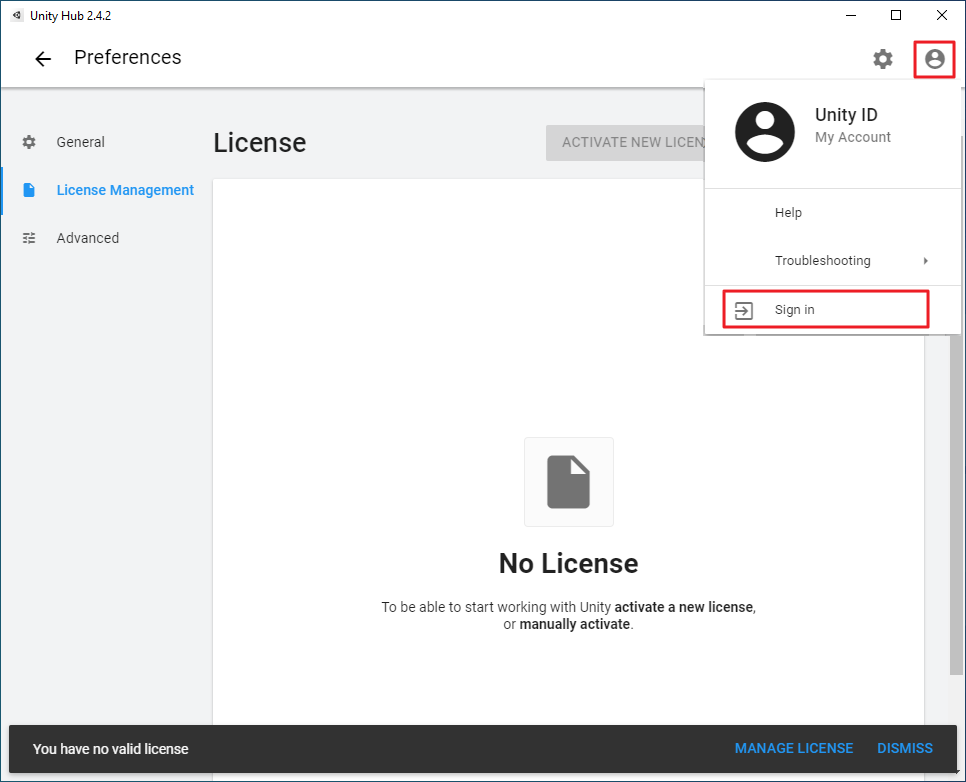 Unity Hub 2.4.2
Preferences
Unity ID
My Account
General
License
ACTIVATE NEW LICEN
License Management
Help
Advanced
Troubleshooting
Sign in
No License
To be able to start working with Unity activate a new license,
or manually activate.
You have no valid license
MANAGE LICENSE
DISMISS